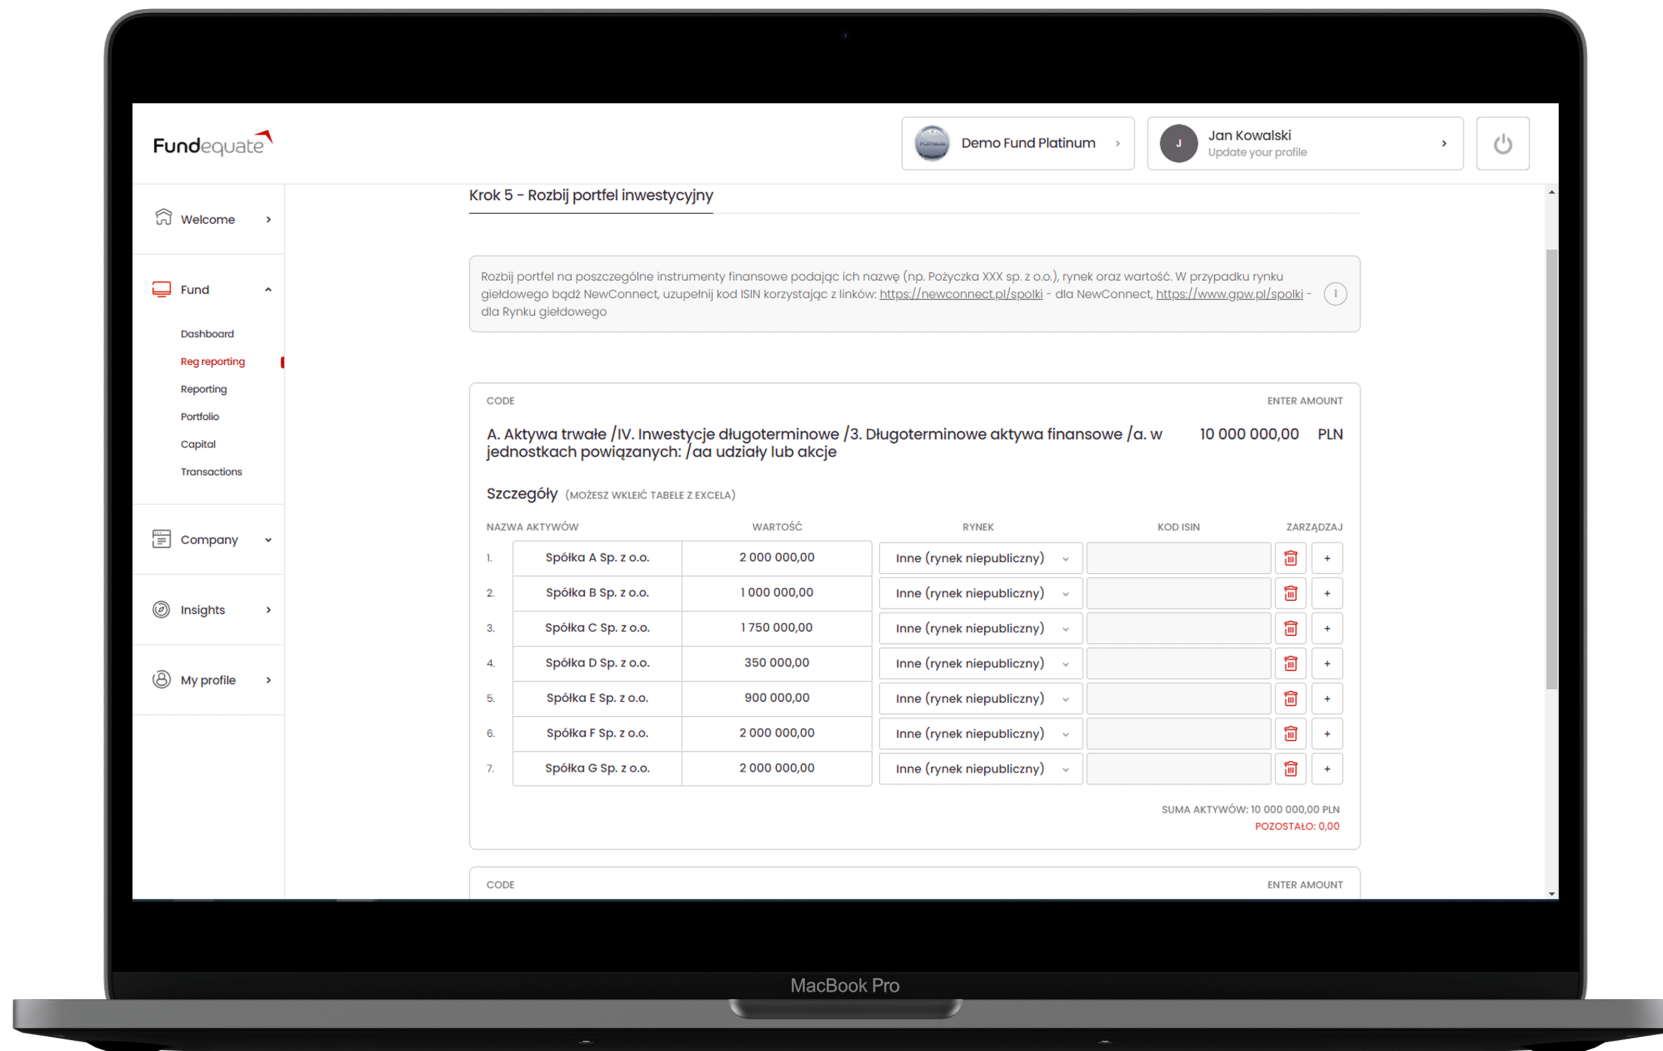 Fundequate
Demo Fund Platinum
J
Jan Kowalski
Update your profile
Welcome
Fund
Dashboard
Reg reporting
Reporting
Portfolio
Capital
Transactions
Company
Insights
My profile
Krok 5 - Rozbij portfel inwestycyjny
Rozbij portfel na poszczególne instrumenty finansowe podając ich nazwę (np. Pożyczka XXX sp. z o.o.), rynek oraz wartość. W przypadku rynku
giełdowego bądź NewConnect, uzupełnij kod ISIN korzystając z linków: https://newconnect.pl/spolki - dla NewConnect, https://www.gpw.pl/spolki -
dla Rynku giełdowego
i
CODE ENTER AMOUNT
A. Aktywa trwałe /IV. Inwestycje długoterminowe /3. Długoterminowe aktywa finansowe /a. w 10 000 000,00 PLN
jednostkach powiązanych: /aa udziały lub akcje
Szczegóły (MOŻESZ WKLEIĆ TABELE Z EXCELA)
NAZWA AKTYWÓW WARTOŚĆ RYNEK KOD ISIN ZARZĄDZAJ
1. Spółka A Sp. z o.o. 2 000 000,00 Inne (rynek niepubliczny) +
2. Spółka B Sp. z o.o. 1 000 000,00 Inne (rynek niepubliczny) +
3. Spółka C Sp. z o.o. 1 750 000,00 Inne (rynek niepubliczny) +
4. Spółka D Sp. z o.o. 350 000,00 Inne (rynek niepubliczny) +
5. Spółka E Sp. z o.o. 900 000,00 Inne (rynek niepubliczny) +
6. Spółka F Sp. z o.o. 2 000 000,00 Inne (rynek niepubliczny) +
7. Spółka G Sp. z o.o. 2 000 000,00 Inne (rynek niepubliczny) +
SUMA AKTYWÓW: 10 000 000,00 PLN
POZOSTAŁO: 0,00
CODE ENTER AMOUNT
MacBook Pro